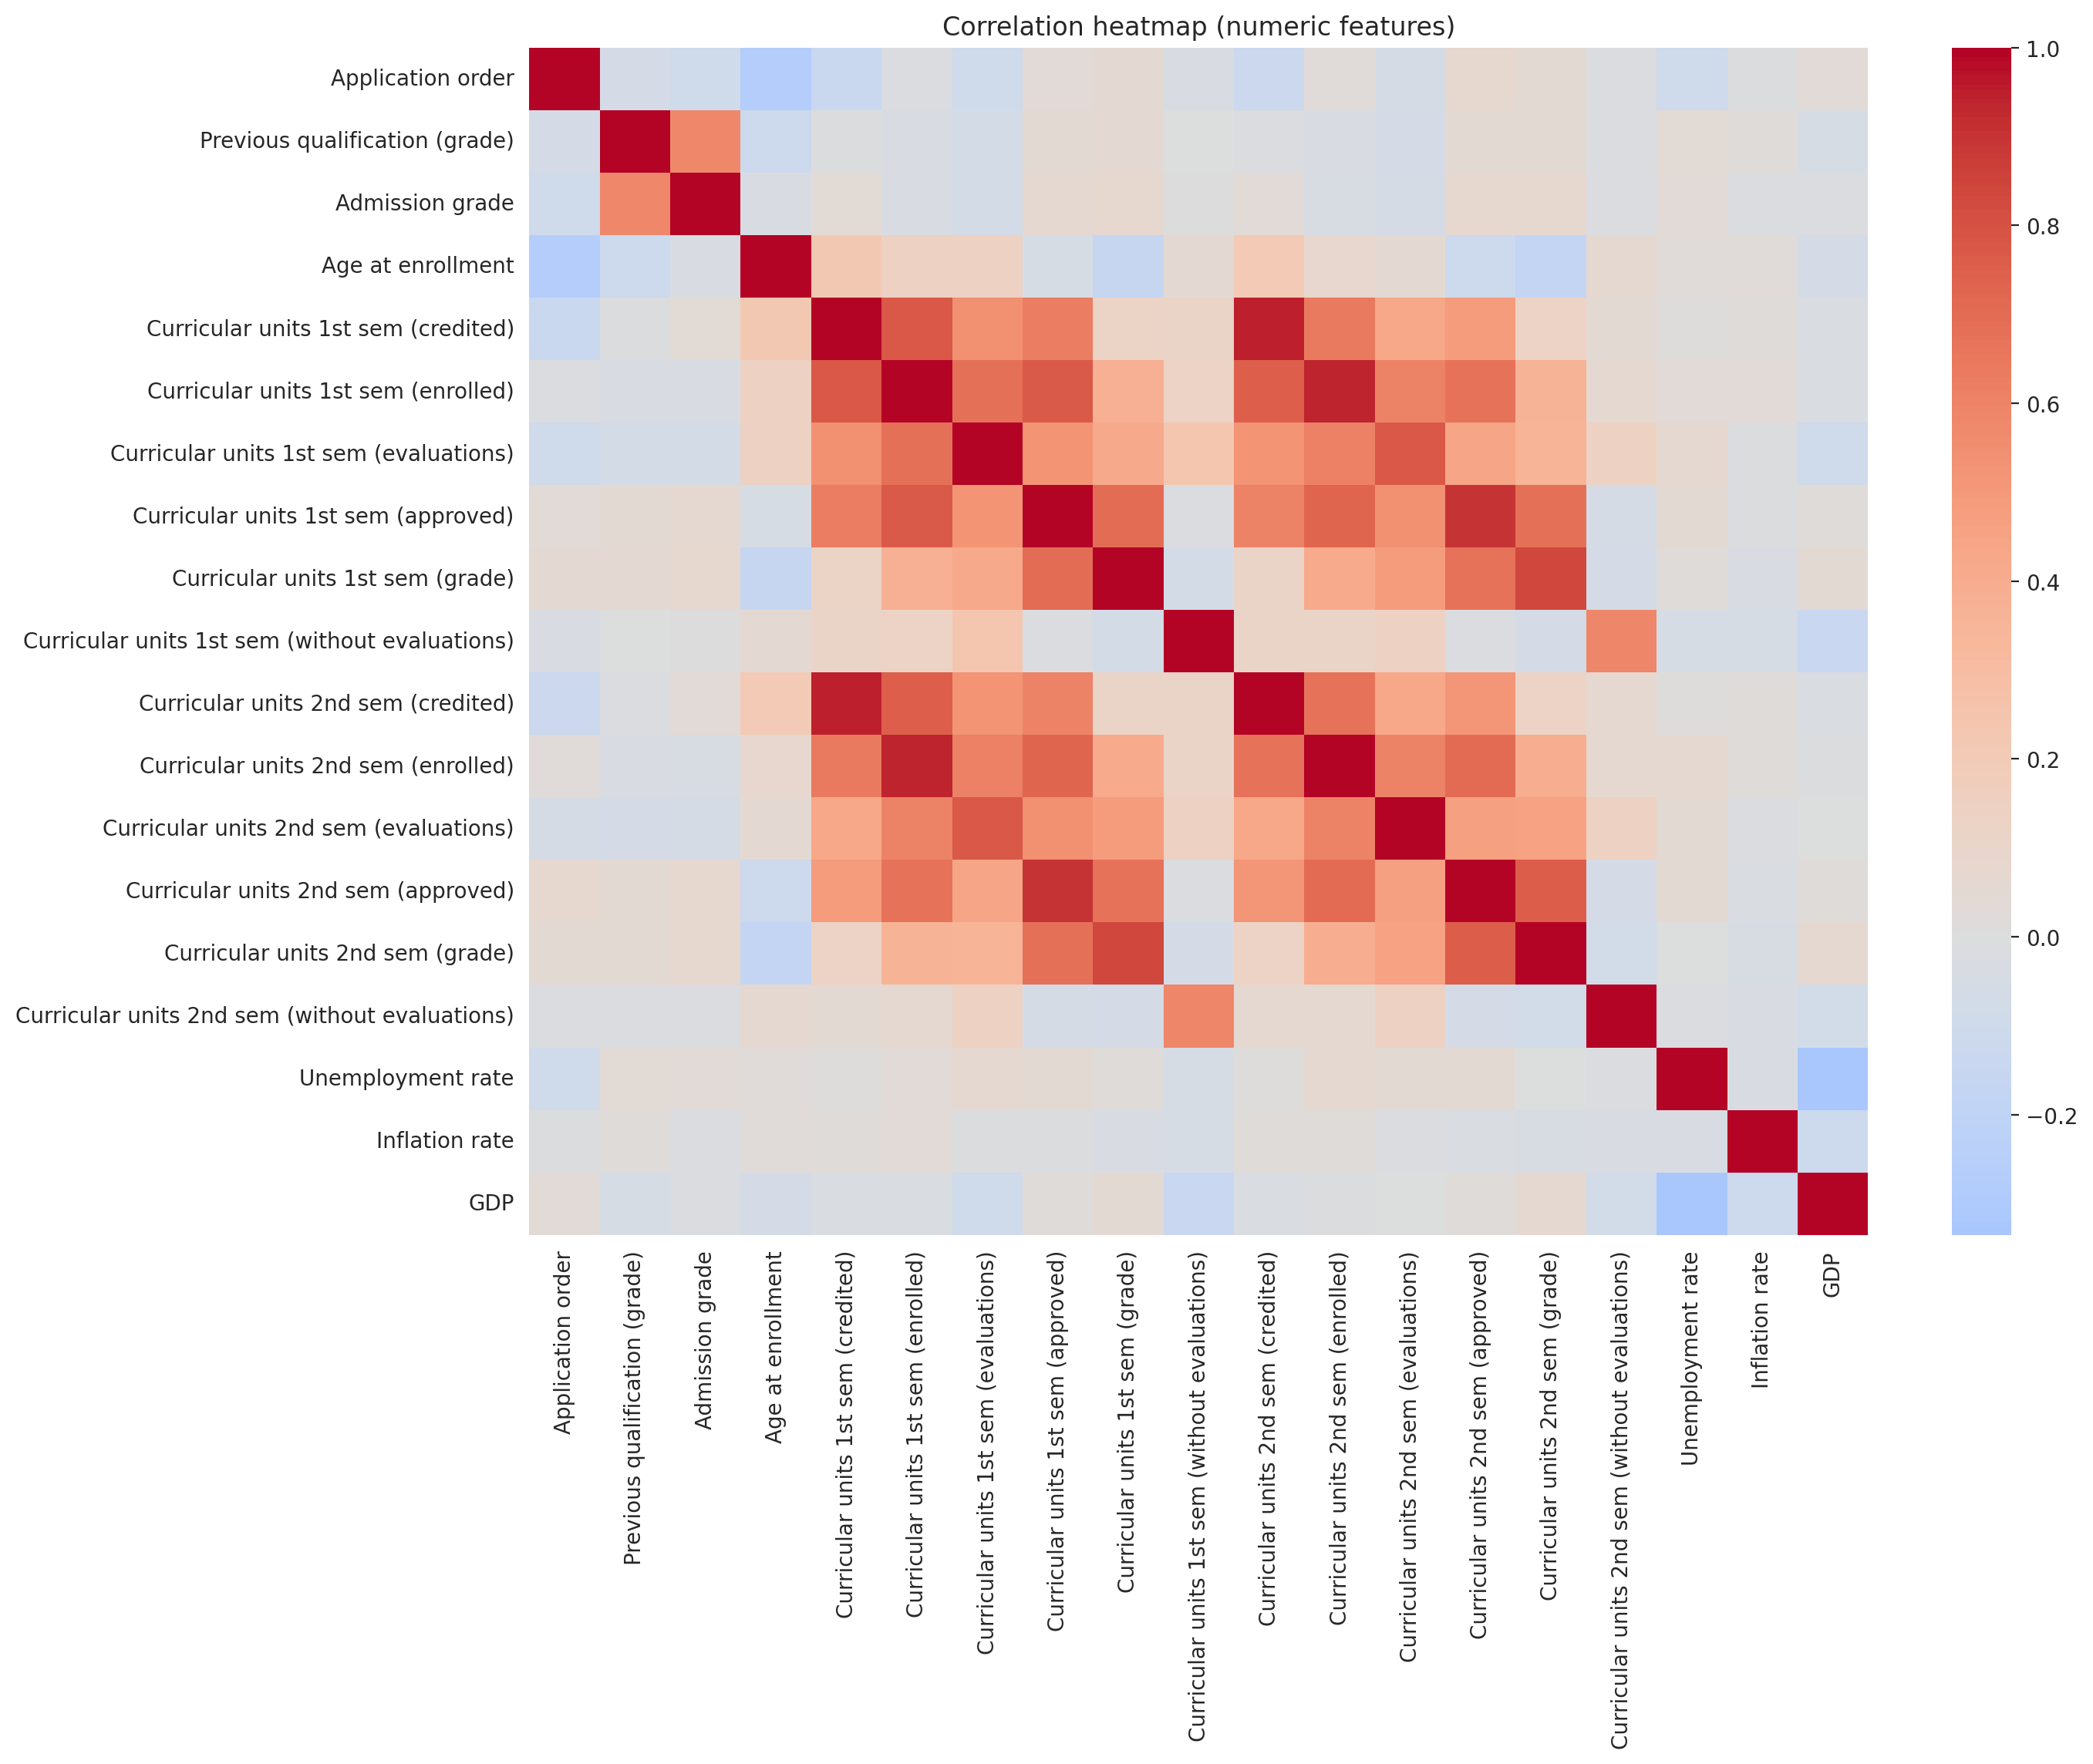 Correlation heatmap (numeric features)
Application order
Previous qualification (grade)
Admission grade
Age at enrollment
Curricular units 1st sem (credited)
Curricular units 1st sem (enrolled)
Curricular units 1st sem (evaluations)
Curricular units 1st sem (approved)
Curricular units 1st sem (grade)
Curricular units 1st sem (without evaluations)
Curricular units 2nd sem (credited)
Curricular units 2nd sem (enrolled)
Curricular units 2nd sem (evaluations)
Curricular units 2nd sem (approved)
Curricular units 2nd sem (grade)
Curricular units 2nd sem (without evaluations)
Unemployment rate
Inflation rate
GDP
Application order
Previous qualification (grade)
Admission grade
Age at enrollment
Curricular units 1st sem (credited)
Curricular units 1st sem (enrolled)
Curricular units 1st sem (evaluations)
Curricular units 1st sem (approved)
Curricular units 1st sem (grade)
Curricular units 1st sem (without evaluations)
Curricular units 2nd sem (credited)
Curricular units 2nd sem (enrolled)
Curricular units 2nd sem (evaluations)
Curricular units 2nd sem (approved)
Curricular units 2nd sem (grade)
Curricular units 2nd sem (without evaluations)
Unemployment rate
Inflation rate
GDP
1.0
0.8
0.6
0.4
0.2
0.0
−0.2